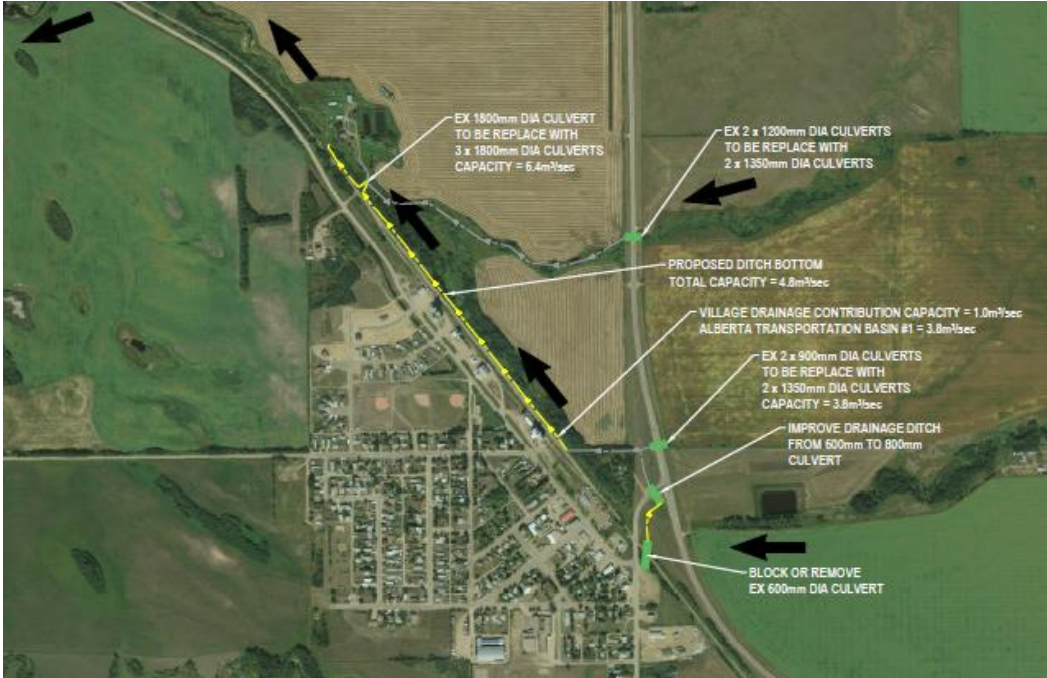 EX 1800mm DIA CULVERT
TO BE REPLACE WITH
3 x 1800mm DIA CULVERTS
CAPACITY = 6.4m³/sec
EX 2 x 1200mm DIA CULVERTS
TO BE REPLACE WITH
2 x 1350mm DIA CULVERTS
PROPOSED DITCH BOTTOM
TOTAL CAPACITY = 4.8m³/sec
VILLAGE DRAINAGE CONTRIBUTION CAPACITY = 1.0m³/sec
ALBERTA TRANSPORTATION BASIN #1 = 3.8m³/sec
EX 2 x 900mm DIA CULVERTS
TO BE REPLACE WITH
2 x 1350mm DIA CULVERTS
CAPACITY = 3.8m³/sec
IMPROVE DRAINAGE DITCH
FROM 600mm TO 800mm
CULVERT
BLOCK OR REMOVE
EX 600mm DIA CULVERT